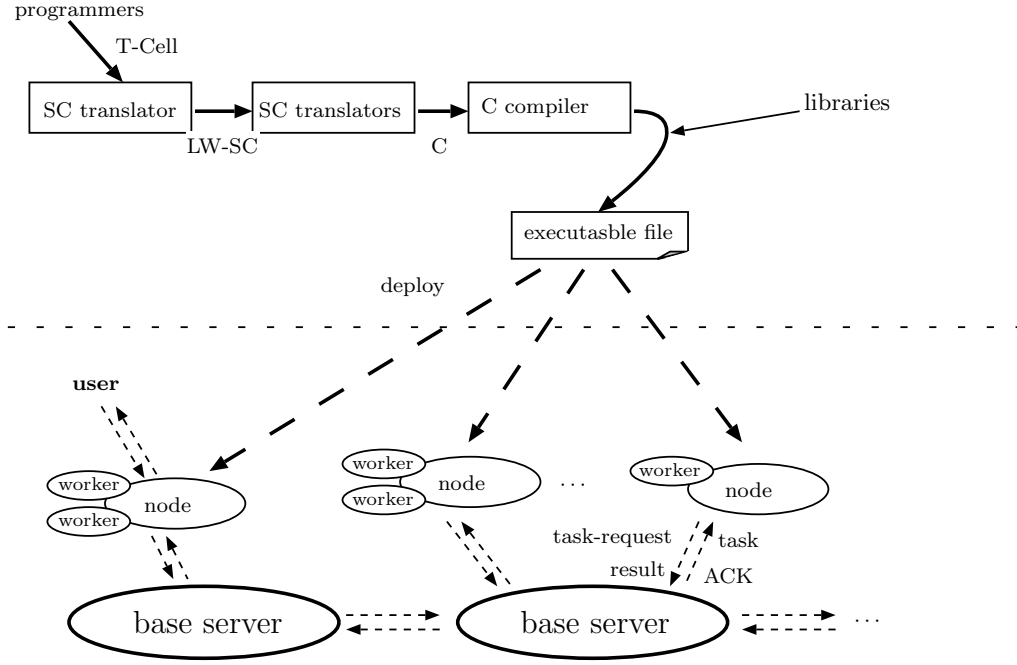 programmers
T-Cell
SC translator
SC translators
C compiler
libraries
LW-SC
C
executasble file
deploy
user
worker
worker
node
worker
worker
node
...
worker
node
task-request
task
result
ACK
base server
base server
...